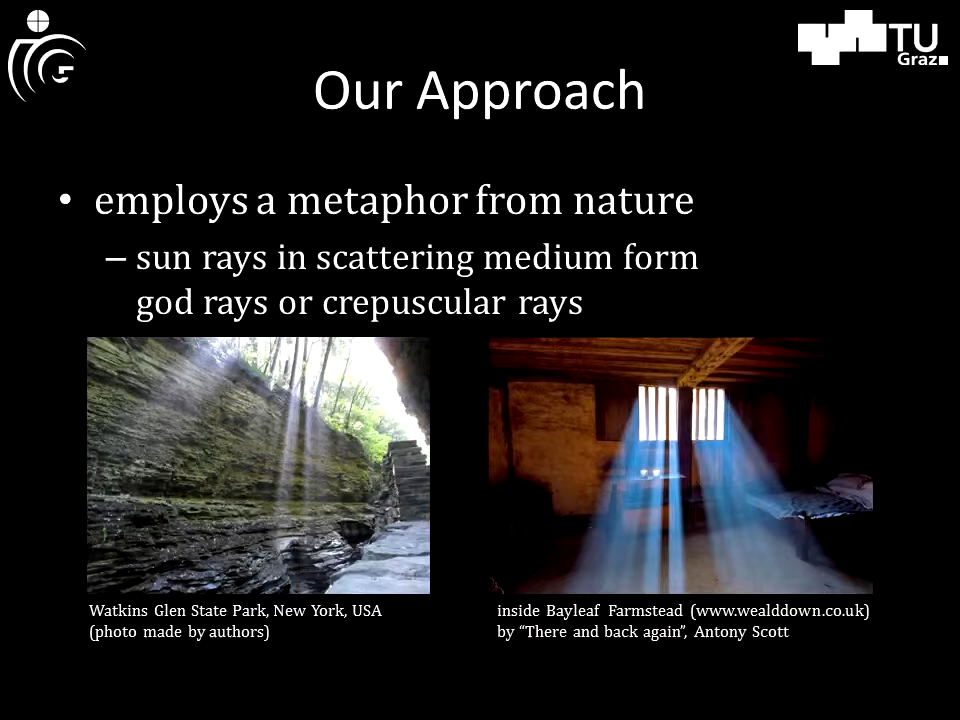 TU
Graz
Our Approach
• employs a metaphor from nature
– sun rays in scattering medium form
god rays or crepuscular rays
Watkins Glen State Park, New York, USA
(photo made by authors)
inside Bayleaf Farmstead (www.wealddown.co.uk)
by “There and back again”, Antony Scott